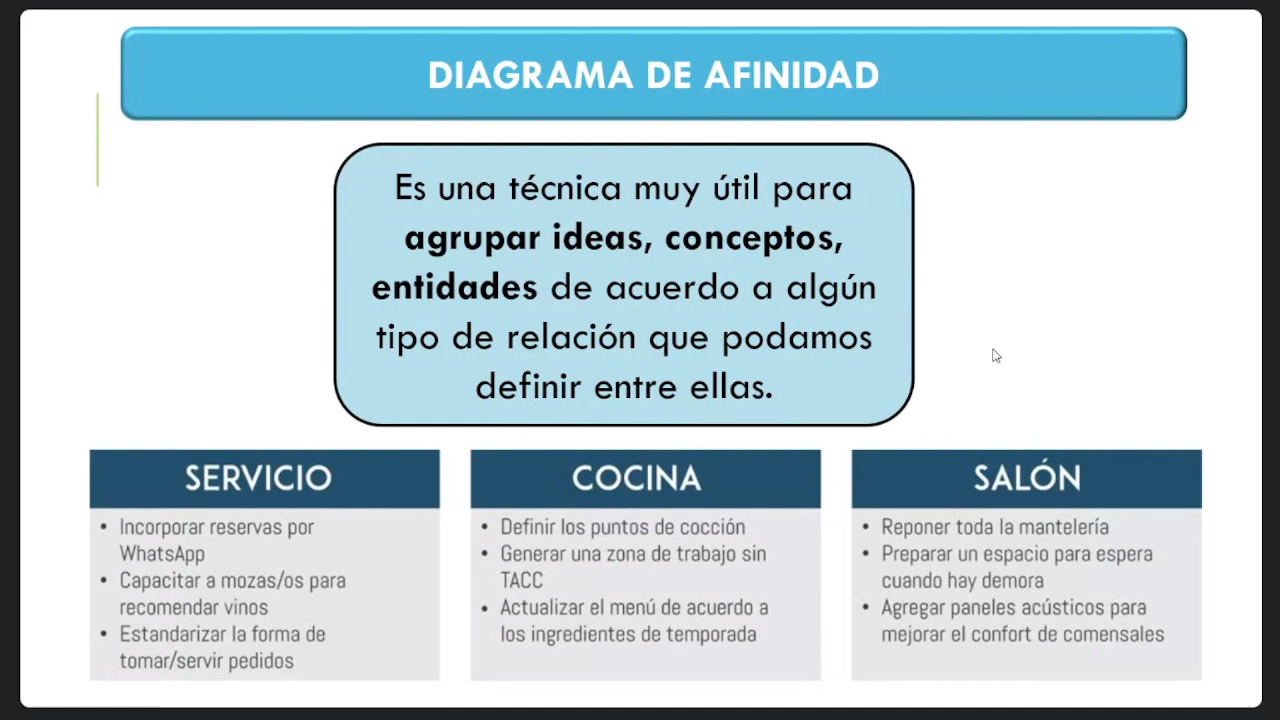 DIAGRAMA DE AFINIDAD
Es una técnica muy útil para
agrupar ideas, conceptos,
entidades de acuerdo a algún
tipo de relación que podamos
definir entre ellas.
SERVICIO
• Incorporar reservas por
WhatsApp
• Capacitar a mozas/os para
recomendar vinos
• Estandarizar la forma de
tomar/servir pedidos
COCINA
• Definir los puntos de cocción
• Generar una zona de trabajo sin
TACC
• Actualizar el menú de acuerdo a
los ingredientes de temporada
SALÓN
• Reponer toda la mantelería
• Preparar un espacio para espera
cuando hay demora
• Agregar paneles acústicos para
mejorar el confort de comensales